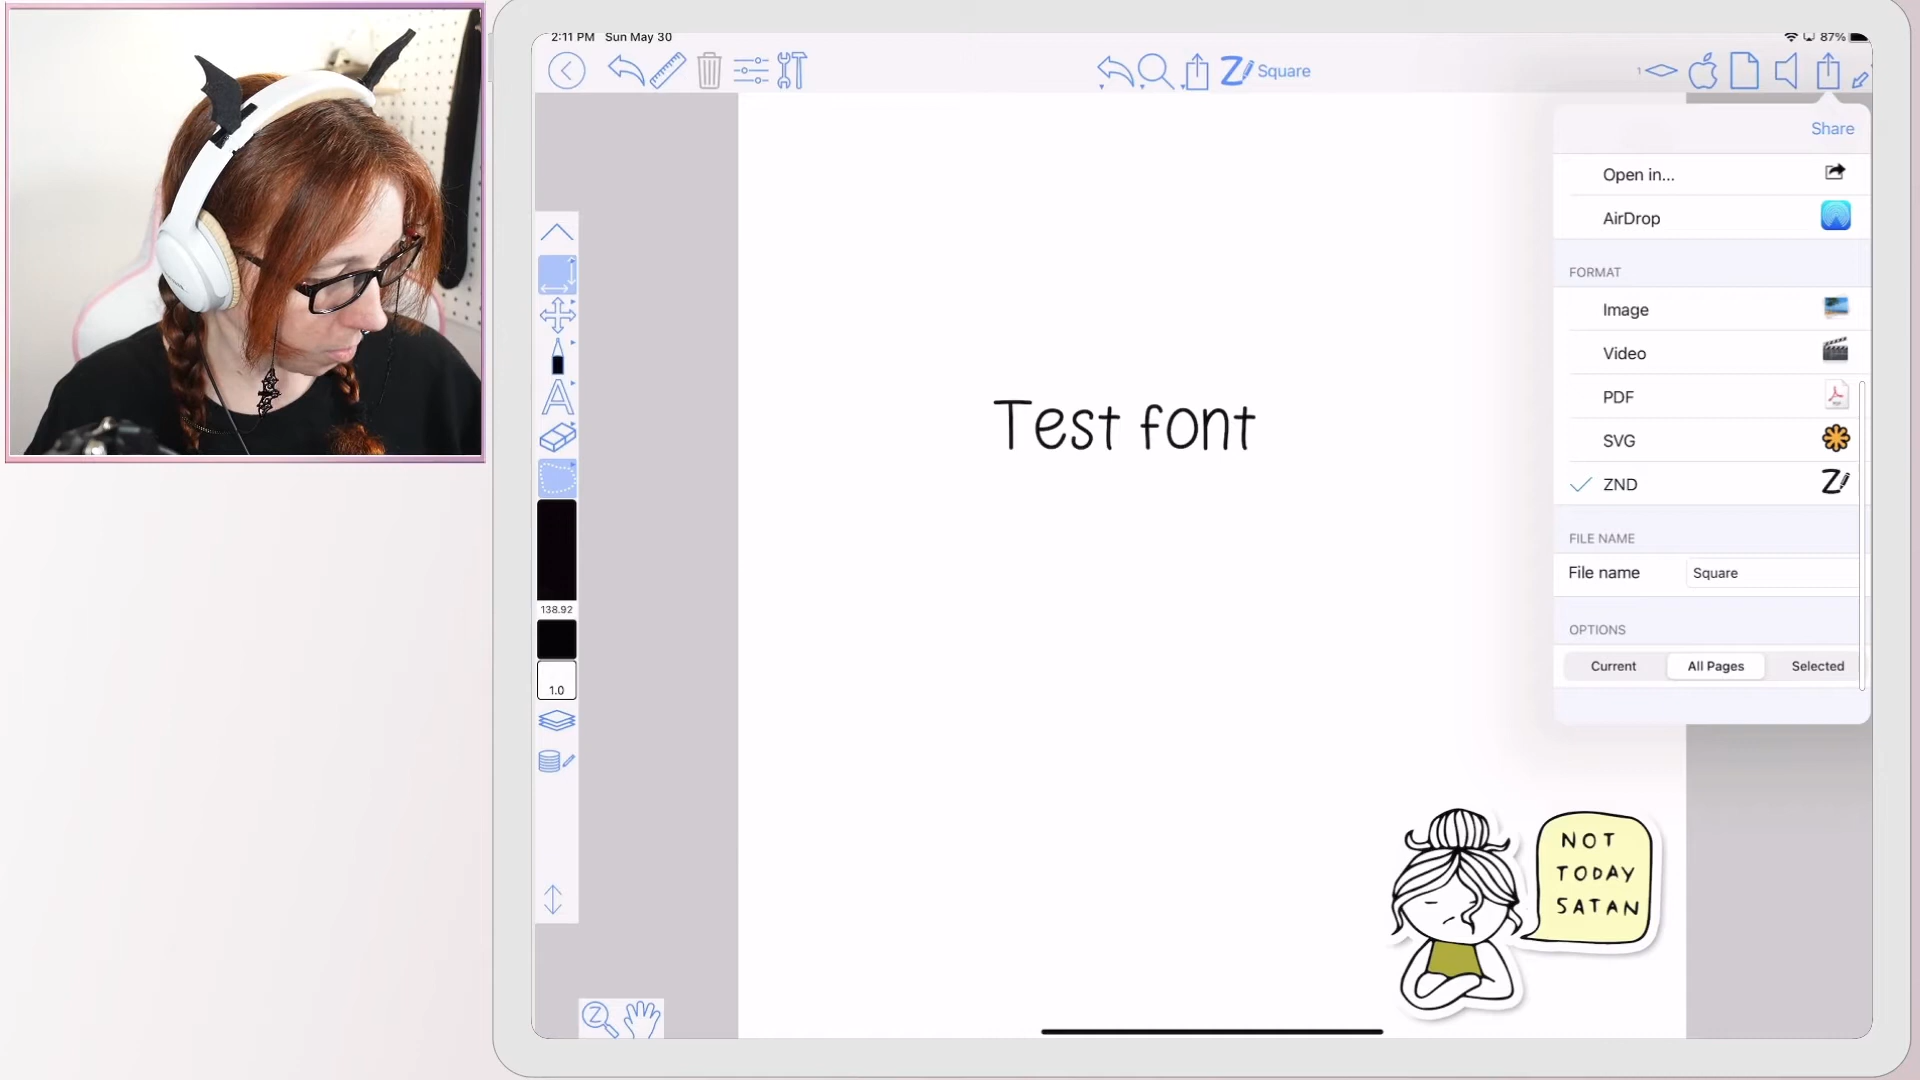 2:11 PM Sun May 30
87%
Square
1
Share
Open in...
AirDrop
FORMAT
Image
Video
PDF
SVG
ZND
FILE NAME
File name Square
OPTIONS
Current All Pages Selected
A
138.92
1.0
Test font
NOT
TODAY
SATAN